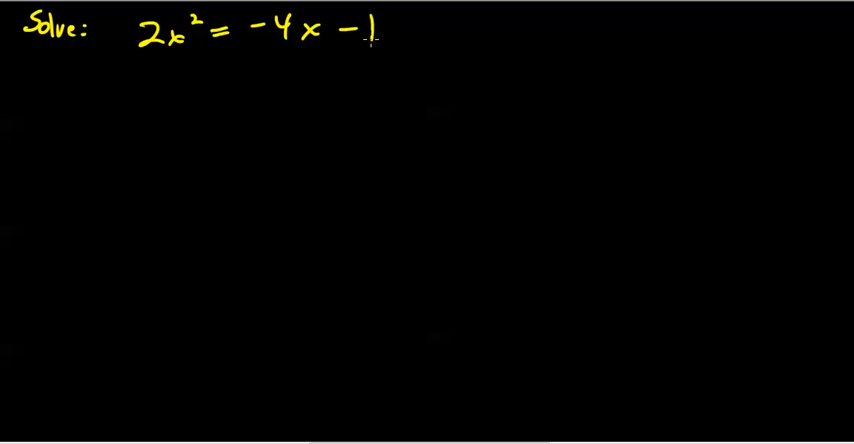 Solve: 2x² = -4x - 1